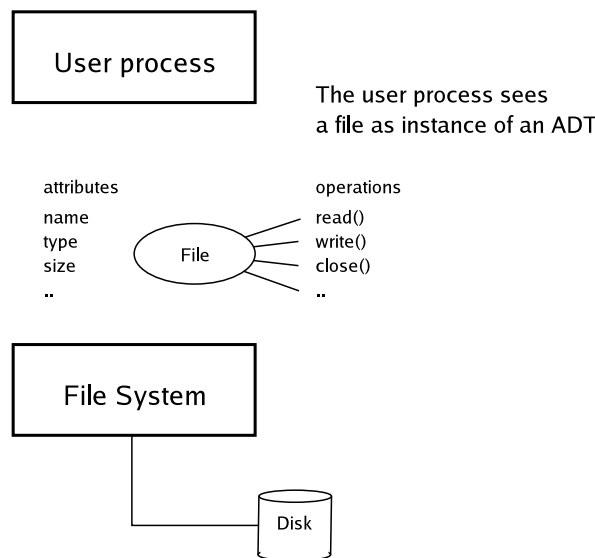 User process
The user process sees
a file as instance of an ADT
attributes
name
type
size
..
File
operations
read()
write()
close()
..
File System
Disk